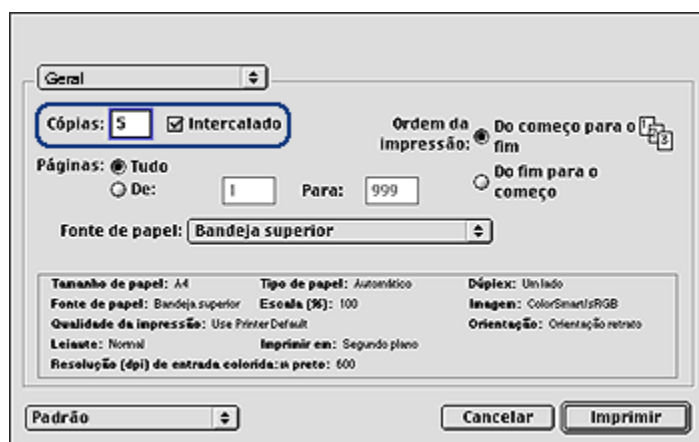 Geral
Cópias: 5 Intercalado
Ordem da impressão: Do começo para o fim
1 3
Páginas: Tudo
Do fim para o começo
De: 1 Para: 999
Fonte de papel: Bandeja superior
Tamanho de papel: A4 Tipo de papel: Automático Dúplex: Um lado
Fonte de papel: Bandeja superior Escala (%): 100 Imagem: ColorSmart/sRGB
Qualidade da impressão: Use Printer Default Orientação: Orientação retrato
Leiaute: Normal Imprimir em: Segundo plano
Resolução (dpi) de entrada colorida: preto: 600
Padrão Cancelar Imprimir